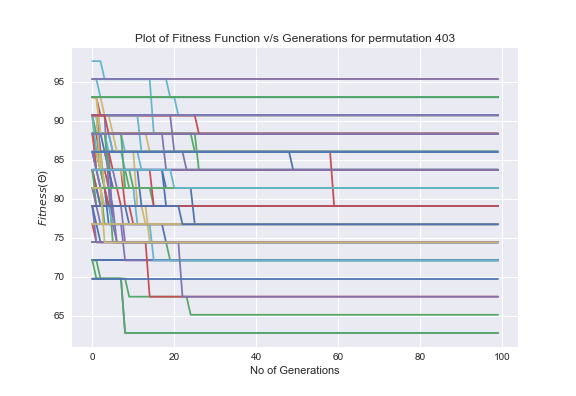 Plot of Fitness Function v/s Generations for permutation 403
Fitness(Θ)
95
90
85
80
75
70
65
0 20 40 60 80 100
No of Generations